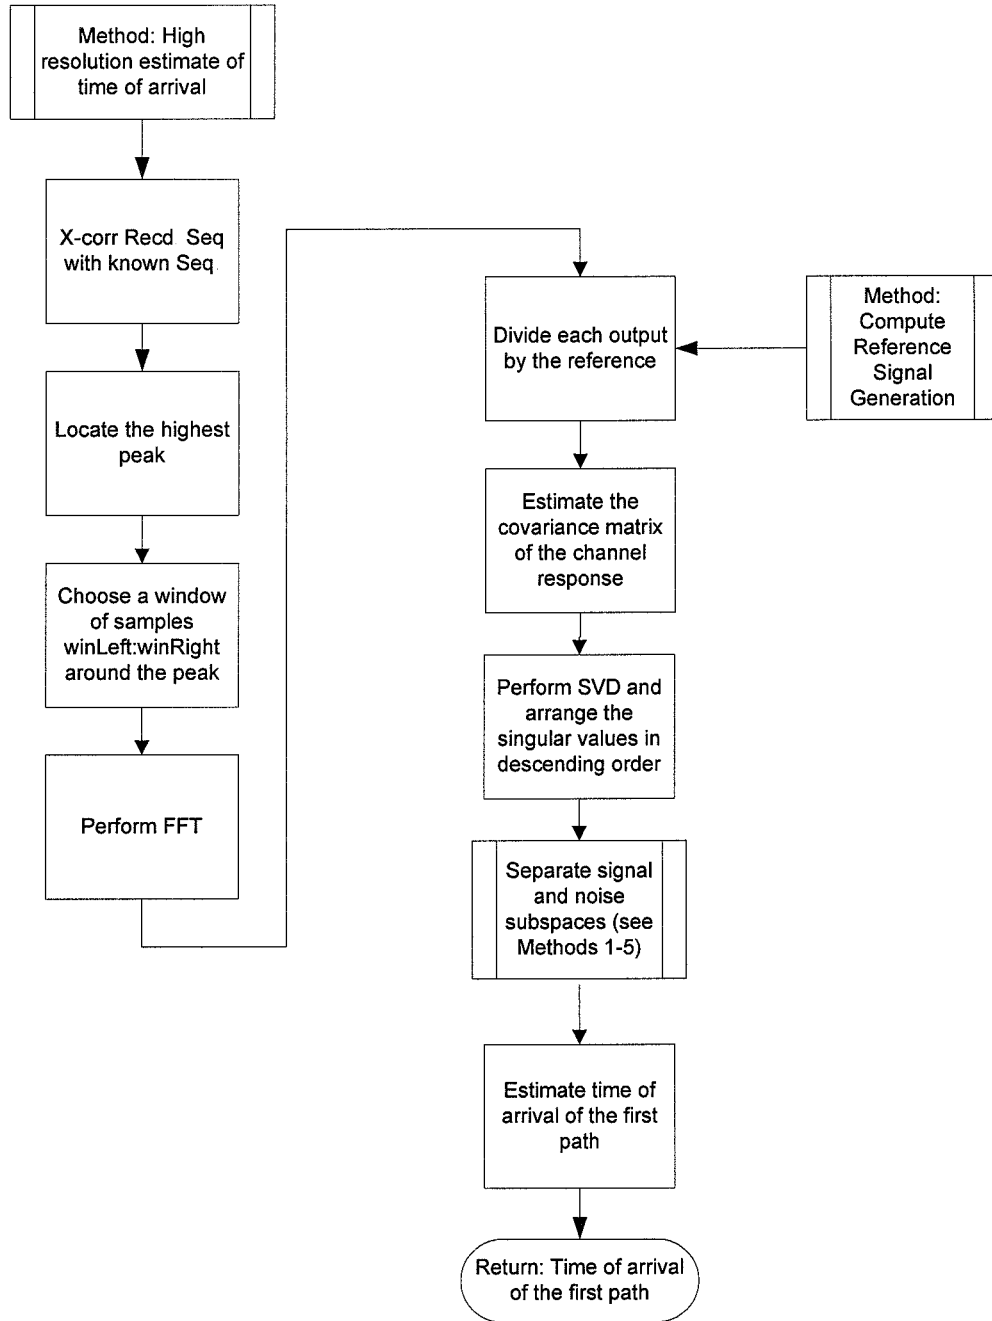 Method: High
resolution estimate of
time of arrival
X-corr Recd. Seq
with known Seq.
Locate the highest
peak
Choose a window
of samples
winLeft:winRight
around the peak
Perform FFT
Divide each output
by the reference
Method:
Compute
Reference
Signal
Generation
Estimate the
covariance matrix
of the channel
response
Perform SVD and
arrange the
singular values in
descending order
Separate signal
and noise
subspaces (see
Methods 1-5)
Estimate time of
arrival of the first
path
Return: Time of arrival
of the first path